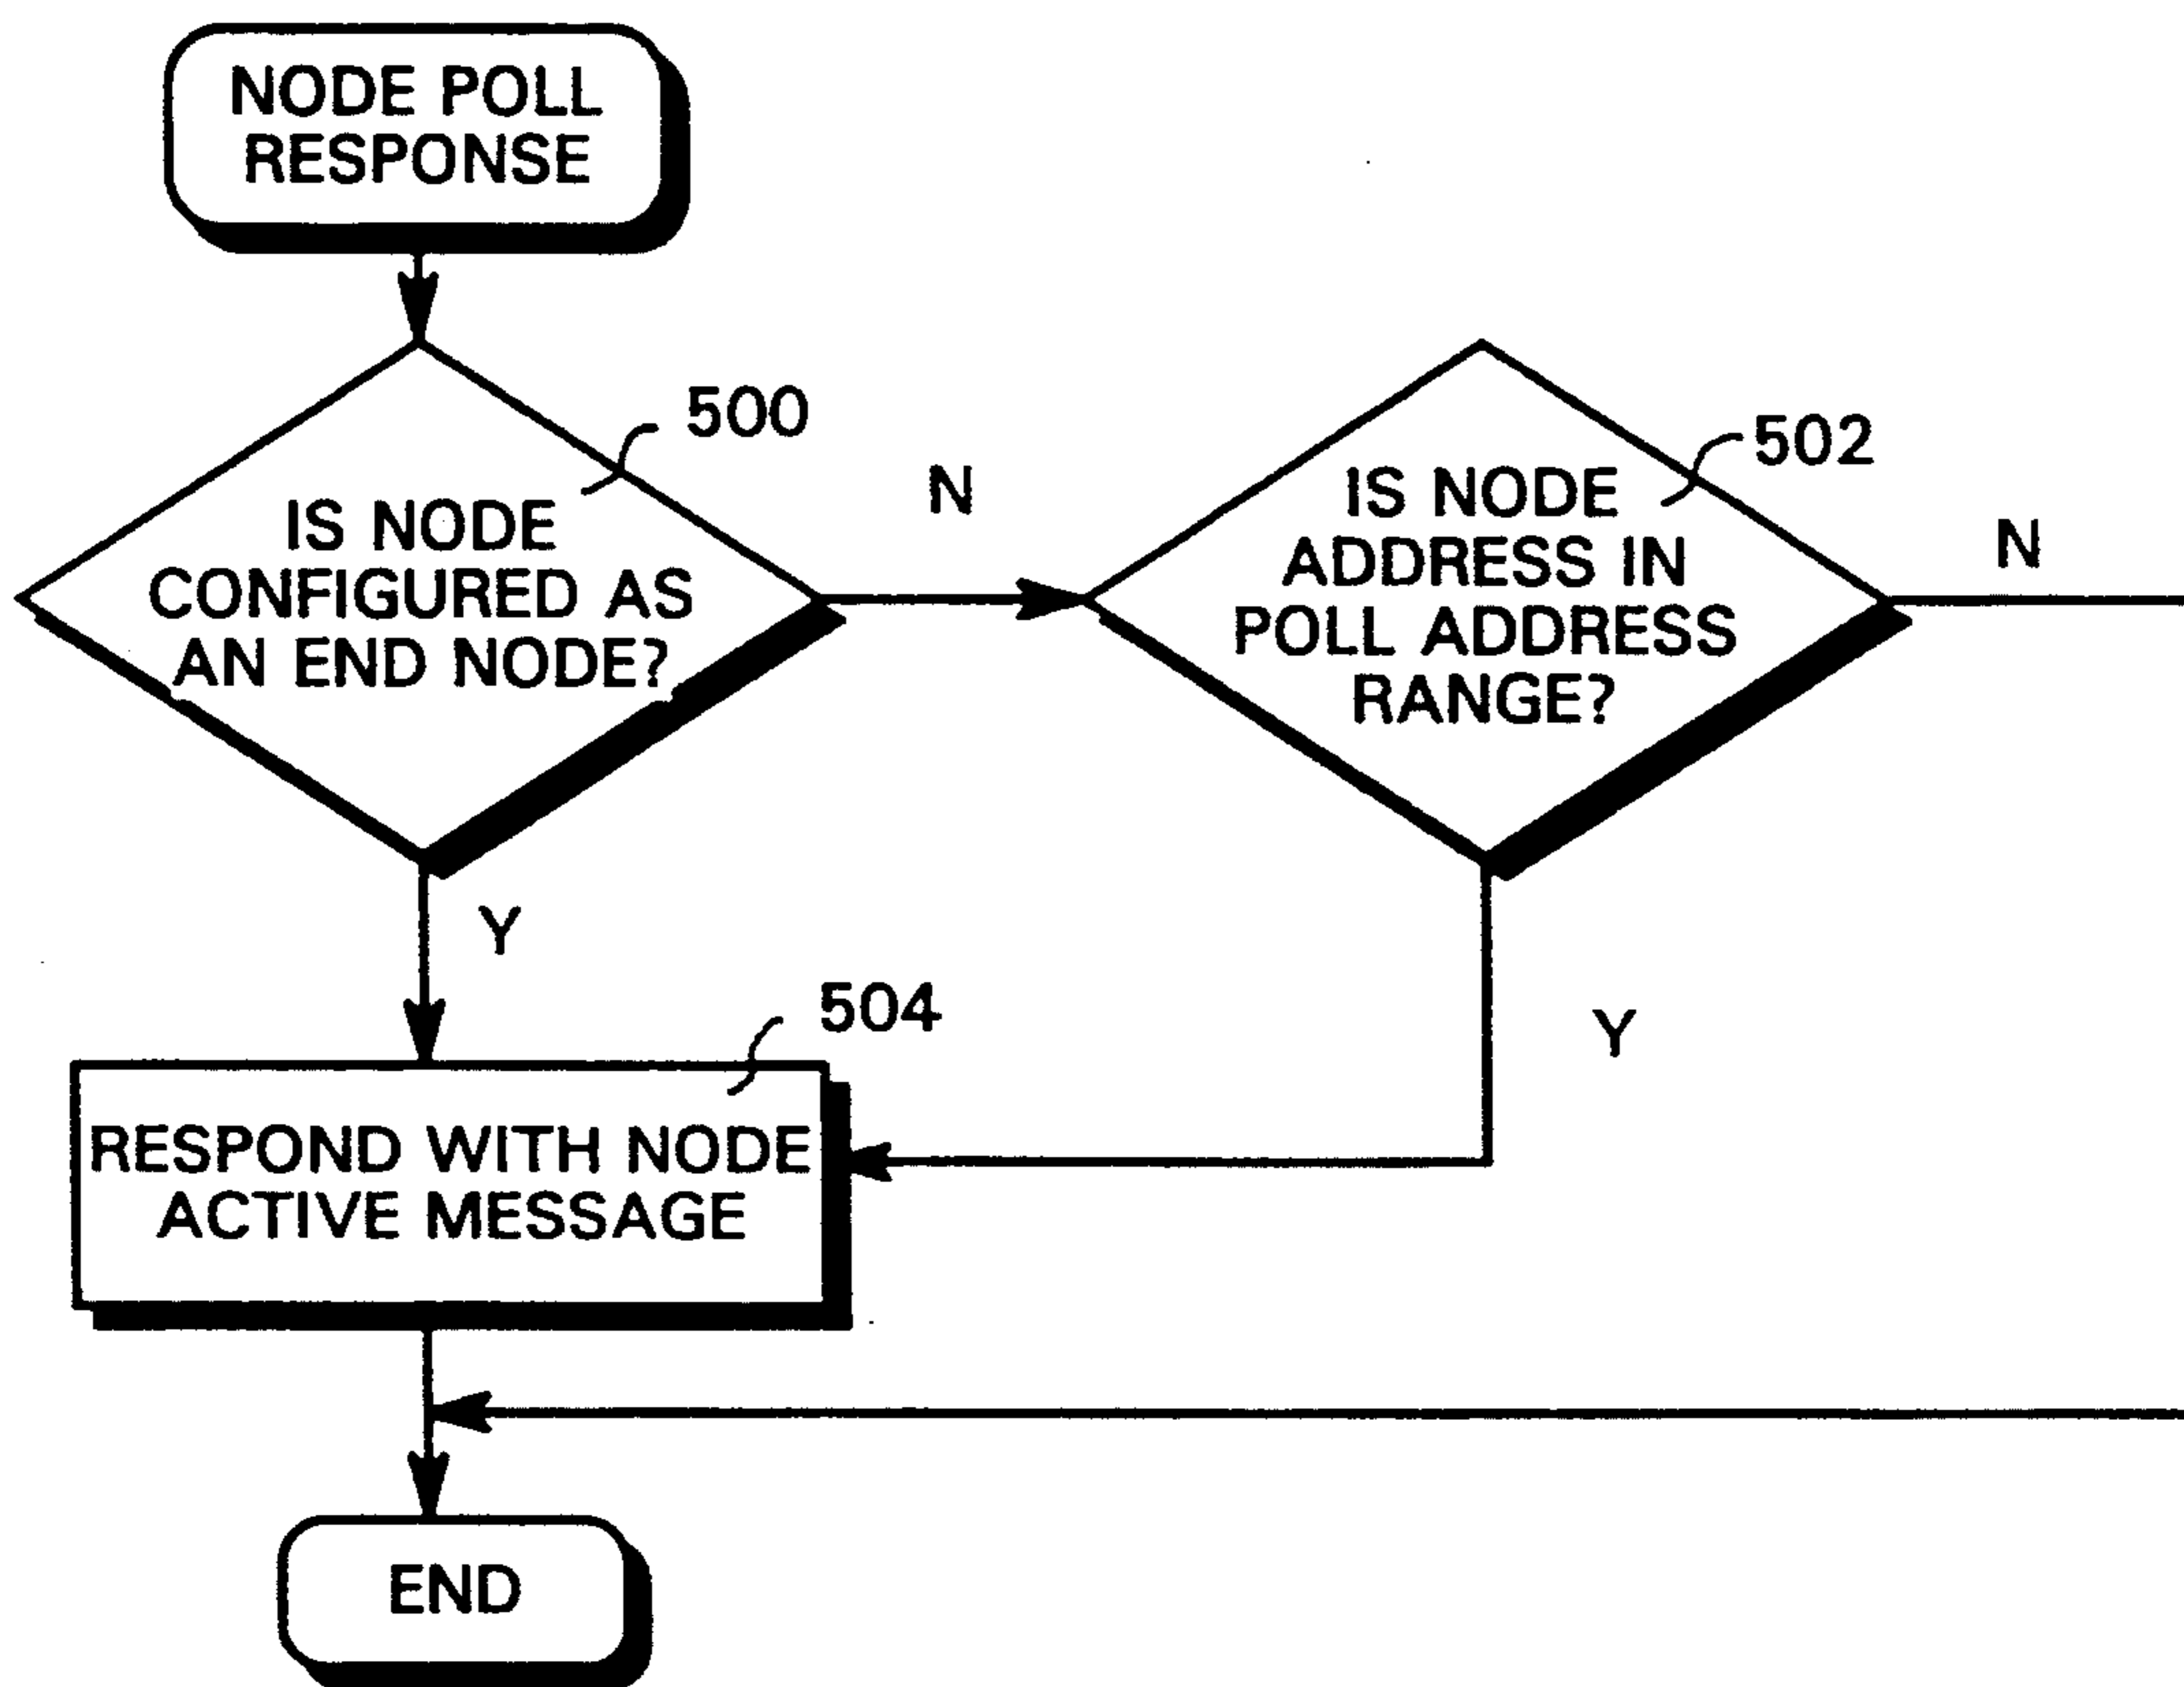 NODE POLL
RESPONSE
500
IS NODE
CONFIGURED AS
AN END NODE?
N
502
IS NODE
ADDRESS IN
POLL ADDRESS
RANGE?
N
Y
Y
504
RESPOND WITH NODE
ACTIVE MESSAGE
END